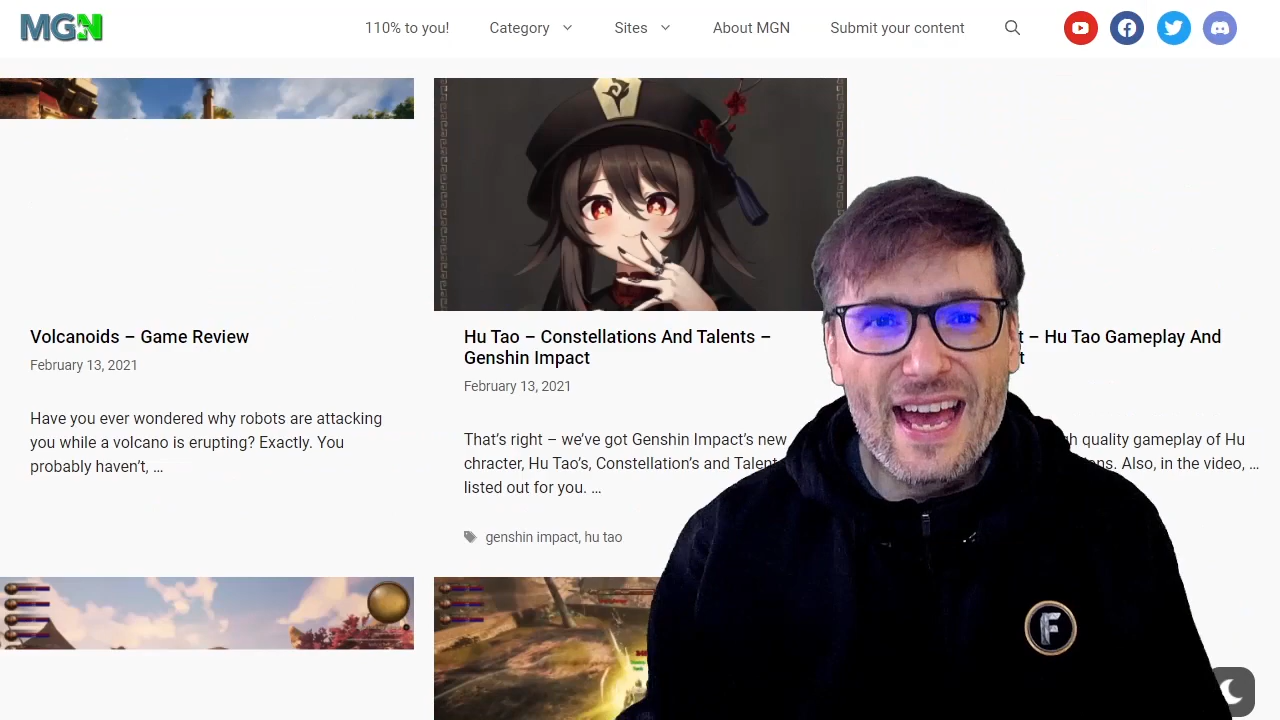 MGN
110% to you!
Category
Sites
About MGN
Submit your content
Volcanoids – Game Review
February 13, 2021
Have you ever wondered why robots are attacking
you while a volcano is erupting? Exactly. You
probably haven't, ...
Hu Tao – Constellations And Talents –
Genshin Impact
February 13, 2021
That's right – we've got Genshin Impact's new
chracter, Hu Tao's, Constellation's and Talent
listed out for you. ...
genshin impact, hu tao
– Hu Tao Gameplay And
quality gameplay of Hu
Also, in the video, ...
F